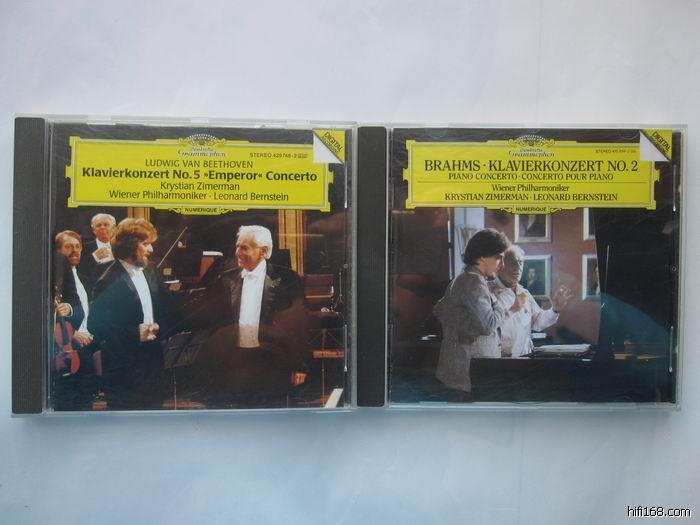 Deutsche
Grammophon
STEREO 429 748-2
DIGITAL
LUDWIG VAN BEETHOVEN
Klavierkonzert No.5 »Emperor« Concerto
Krystian Zimerman
Wiener Philharmoniker · Leonard Bernstein
NUMERIQUE
Deutsche
Grammophon
STEREO
DIGITAL
BRAHMS · KLAVIERKONZERT NO. 2
PIANO CONCERTO · CONCERTO POUR PIANO
Wiener Philharmoniker
KRYSTIAN ZIMERMAN · LEONARD BERNSTEIN
NUMERIQUE
hifi168.com